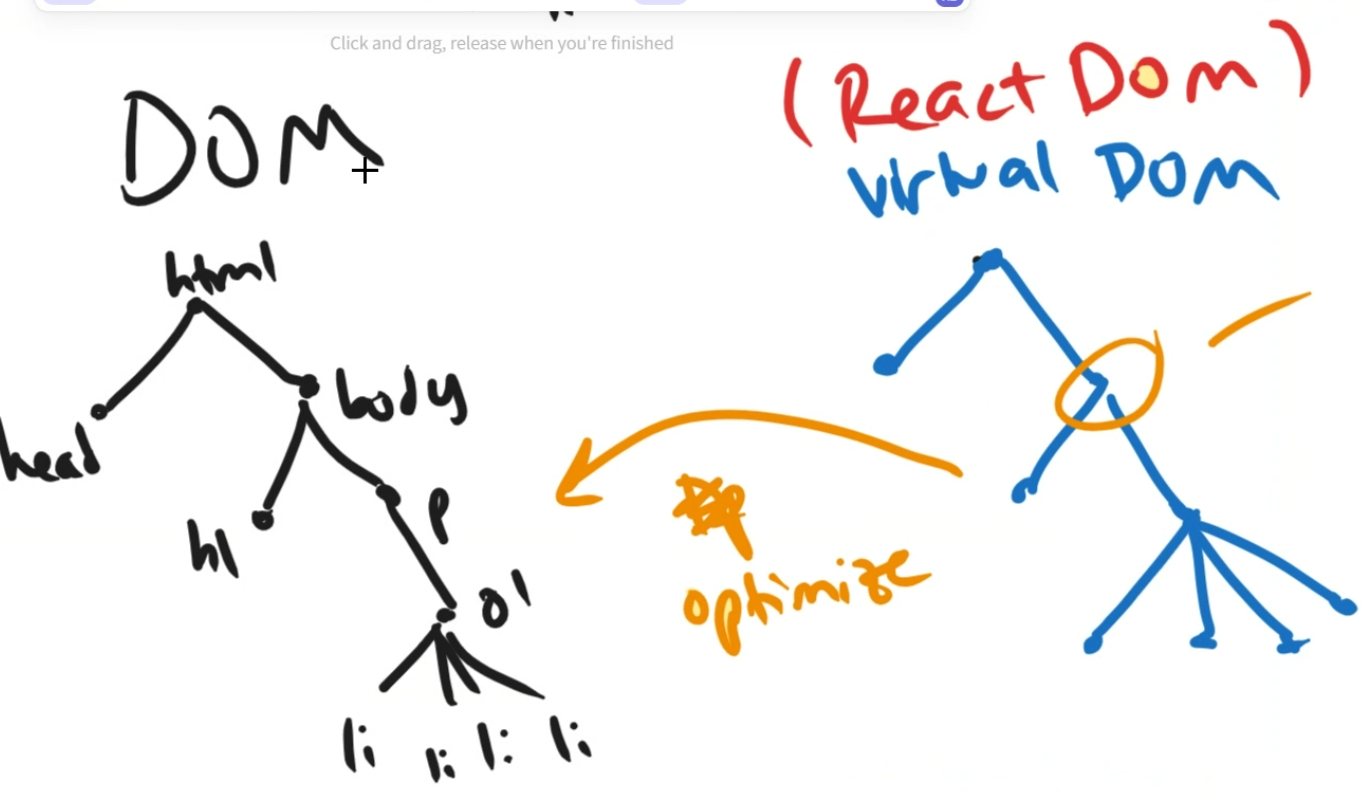 Click and drag, release when you're finished
(React Dom)
DOM
virtual DOM
html
body
head
p
h1
optimize
ol
li li li li